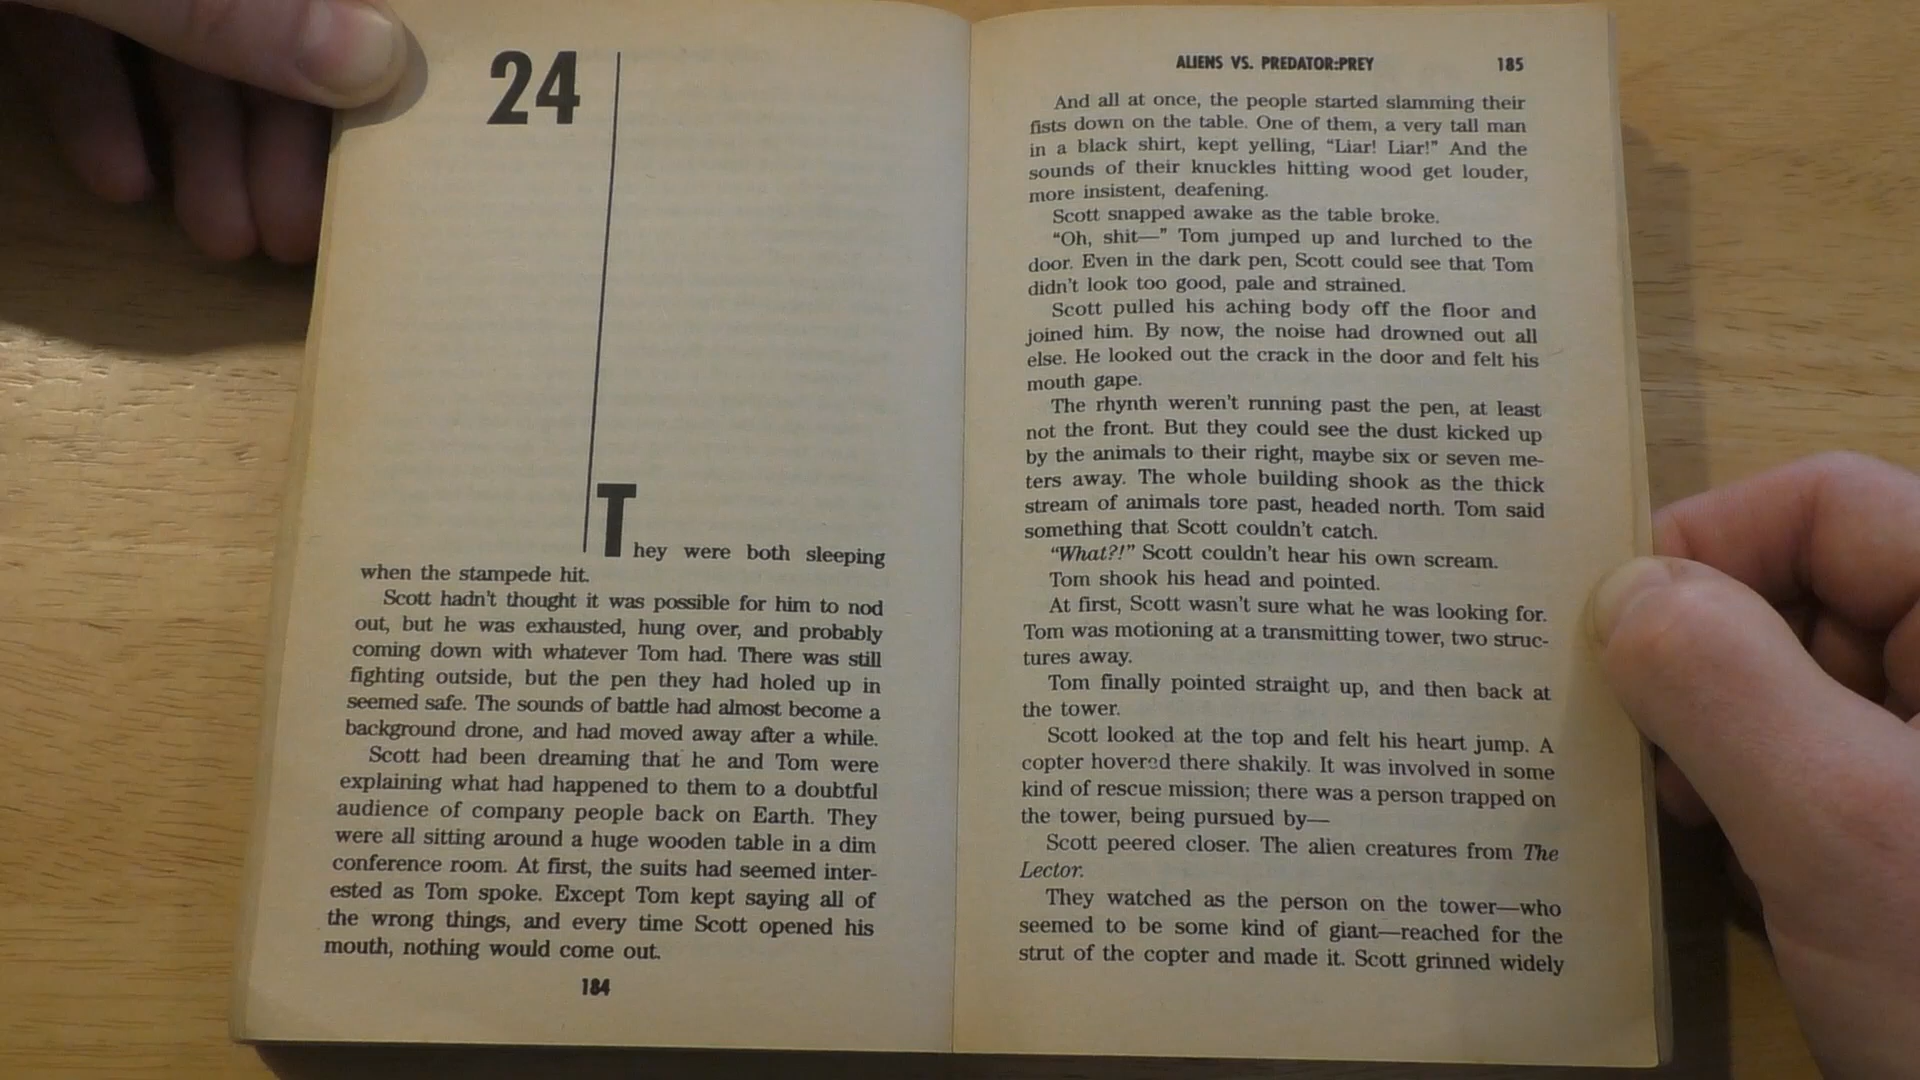 24
They were both sleeping
when the stampede hit.
Scott hadn't thought it was possible for him to nod
out, but he was exhausted, hung over, and probably
coming down with whatever Tom had. There was still
fighting outside, but the pen they had holed up in
seemed safe. The sounds of battle had almost become a
background drone, and had moved away after a while.
Scott had been dreaming that he and Tom were
explaining what had happened to them to a doubtful
audience of company people back on Earth. They
were all sitting around a huge wooden table in a dim
conference room. At first, the suits had seemed inter-
ested as Tom spoke. Except Tom kept saying all of
the wrong things, and every time Scott opened his
mouth, nothing would come out.
184
ALIENS VS. PREDATOR:PREY 185
And all at once, the people started slamming their
fists down on the table. One of them, a very tall man
in a black shirt, kept yelling, “Liar! Liar!” And the
sounds of their knuckles hitting wood get louder,
more insistent, deafening.
Scott snapped awake as the table broke.
“Oh, shit—” Tom jumped up and lurched to the
door. Even in the dark pen, Scott could see that Tom
didn't look too good, pale and strained.
Scott pulled his aching body off the floor and
joined him. By now, the noise had drowned out all
else. He looked out the crack in the door and felt his
mouth gape.
The rhynth weren't running past the pen, at least
not the front. But they could see the dust kicked up
by the animals to their right, maybe six or seven me-
ters away. The whole building shook as the thick
stream of animals tore past, headed north. Tom said
something that Scott couldn't catch.
“What?!” Scott couldn't hear his own scream.
Tom shook his head and pointed.
At first, Scott wasn't sure what he was looking for.
Tom was motioning at a transmitting tower, two struc-
tures away.
Tom finally pointed straight up, and then back at
the tower.
Scott looked at the top and felt his heart jump. A
copter hovered there shakily. It was involved in some
kind of rescue mission; there was a person trapped on
the tower, being pursued by—
Scott peered closer. The alien creatures from The
Lector.
They watched as the person on the tower—who
seemed to be some kind of giant—reached for the
strut of the copter and made it. Scott grinned widely